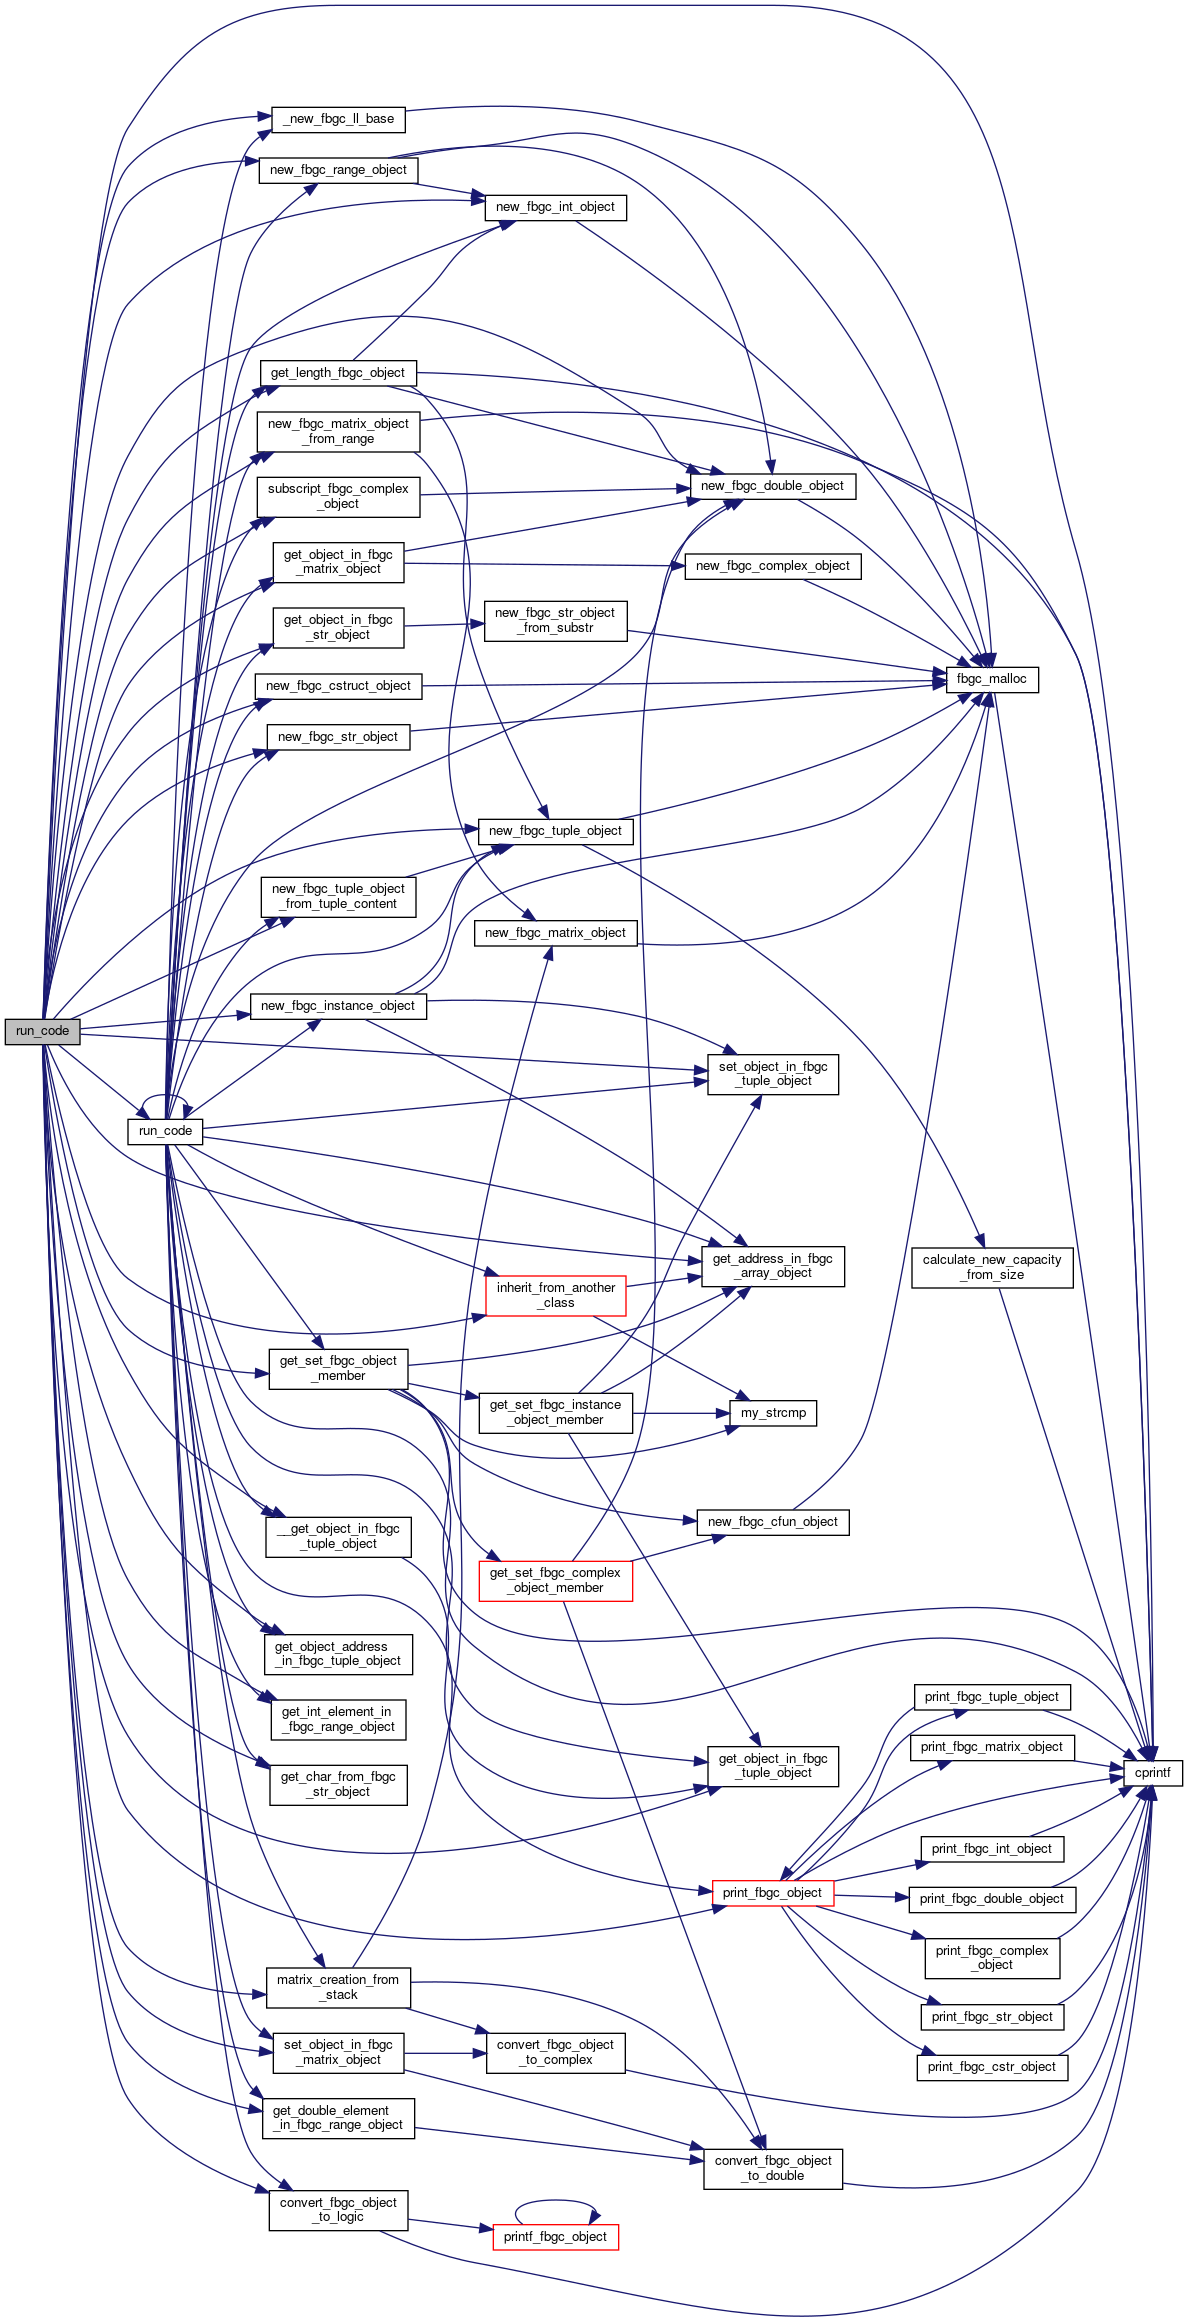 _new_fbgc_ll_base
new_fbgc_range_object
new_fbgc_int_object
get_length_fbgc_object
new_fbgc_matrix_object
_from_range
subscript_fbgc_complex
_object
new_fbgc_double_object
get_object_in_fbgc
_matrix_object
new_fbgc_complex_object
get_object_in_fbgc
_str_object
new_fbgc_str_object
_from_substr
new_fbgc_cstruct_object
fbgc_malloc
new_fbgc_str_object
new_fbgc_tuple_object
new_fbgc_tuple_object
_from_tuple_content
new_fbgc_matrix_object
new_fbgc_instance_object
run_code
set_object_in_fbgc
_tuple_object
run_code
get_address_in_fbgc
_array_object
calculate_new_capacity
_from_size
inherit_from_another
_class
get_set_fbgc_object
_member
get_set_fbgc_instance
_object_member
my_strcmp
new_fbgc_cfun_object
__get_object_in_fbgc
_tuple_object
get_set_fbgc_complex
_object_member
get_object_address
_in_fbgc_tuple_object
get_int_element_in
_fbgc_range_object
print_fbgc_tuple_object
get_char_from_fbgc
_str_object
get_object_in_fbgc
_tuple_object
print_fbgc_matrix_object
cprintf
print_fbgc_int_object
print_fbgc_object
print_fbgc_double_object
print_fbgc_complex
_object
matrix_creation_from
_stack
print_fbgc_str_object
set_object_in_fbgc
_matrix_object
convert_fbgc_object
_to_complex
print_fbgc_cstr_object
get_double_element
_in_fbgc_range_object
convert_fbgc_object
_to_double
convert_fbgc_object
_to_logic
printf_fbgc_object